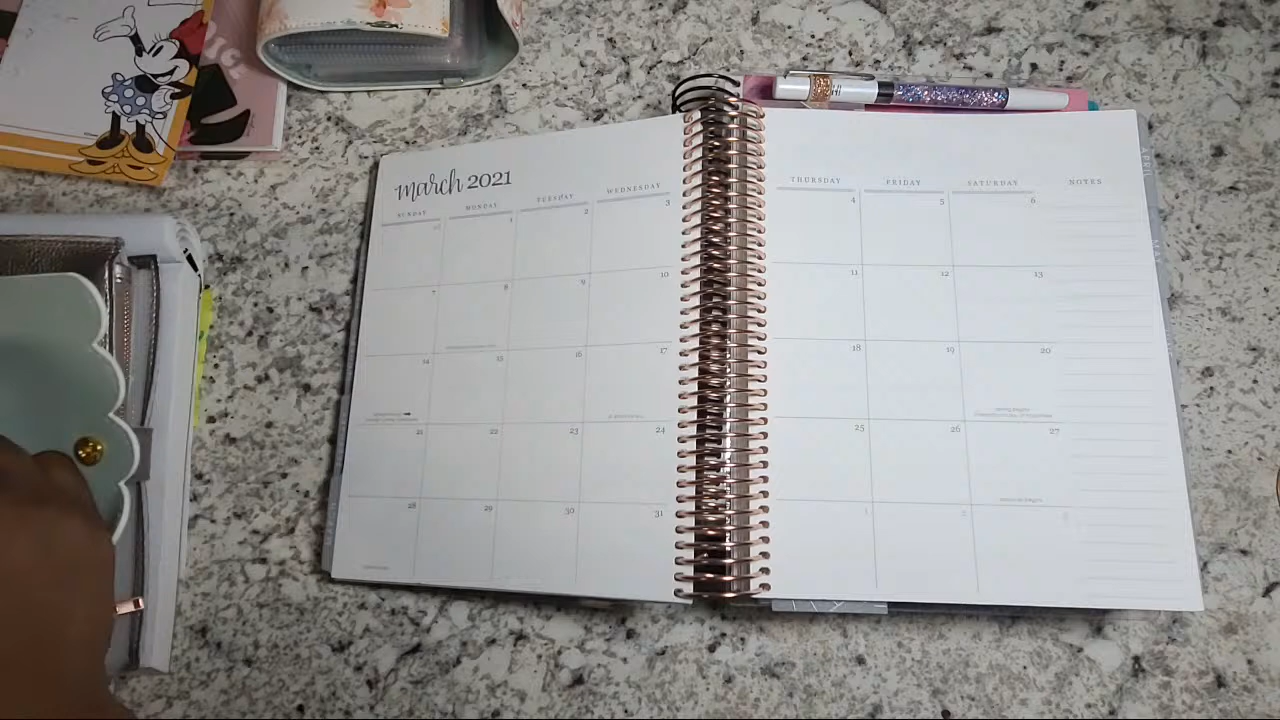 march 2021
SUNDAY MONDAY TUESDAY WEDNESDAY THURSDAY FRIDAY SATURDAY NOTES
1 2 3 4 5 6
7 8 9 10 11 12 13
14 15 16 17 18 19 20
21 22 23 24 25 26 27
28 29 30 31 1 2